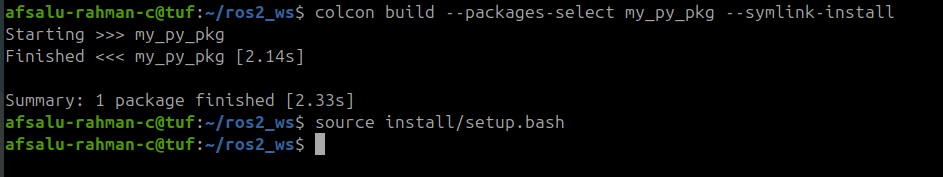 afsalu-rahman-c@tuf:~/ros2_ws$ colcon build --packages-select my_py_pkg --symlink-install
Starting >>> my_py_pkg
Finished <<< my_py_pkg [2.14s]
Summary: 1 package finished [2.33s]
afsalu-rahman-c@tuf:~/ros2_ws$ source install/setup.bash
afsalu-rahman-c@tuf:~/ros2_ws$